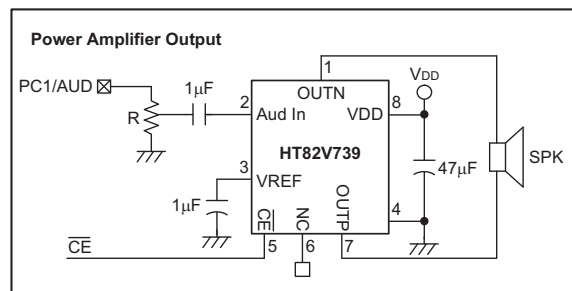 Power Amplifier Output
1
PC1/AUD
1μF
OUTN
VDD
2
Aud In
VDD
8
R
HT82V739
SPK
3
VREF
47μF
1μF
CE
NC
OUTP
4
CE
5
6
7